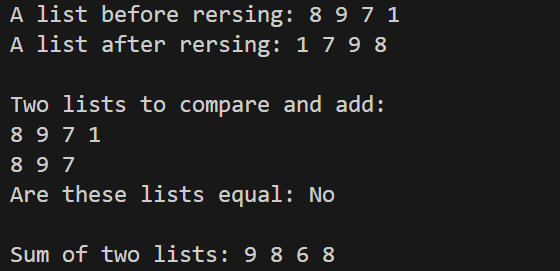 A list before rersing: 8 9 7 1
A list after rersing: 1 7 9 8
Two lists to compare and add:
8 9 7 1
8 9 7
Are these lists equal: No
Sum of two lists: 9 8 6 8